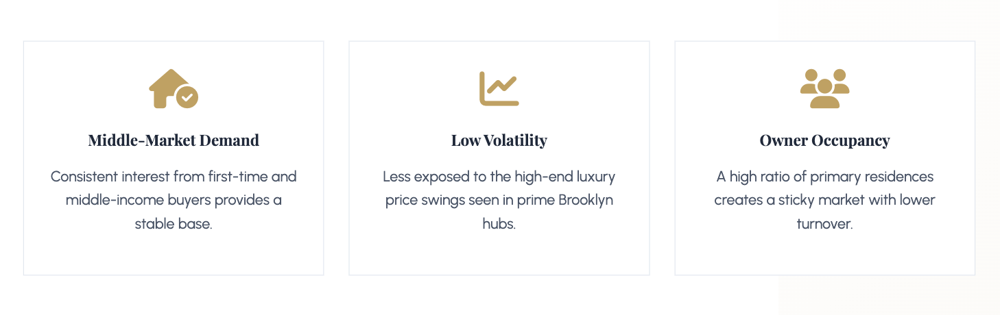 Middle-Market Demand
Consistent interest from first-time and
middle-income buyers provides a
stable base.
Low Volatility
Less exposed to the high-end luxury
price swings seen in prime Brooklyn
hubs.
Owner Occupancy
A high ratio of primary residences
creates a sticky market with lower
turnover.